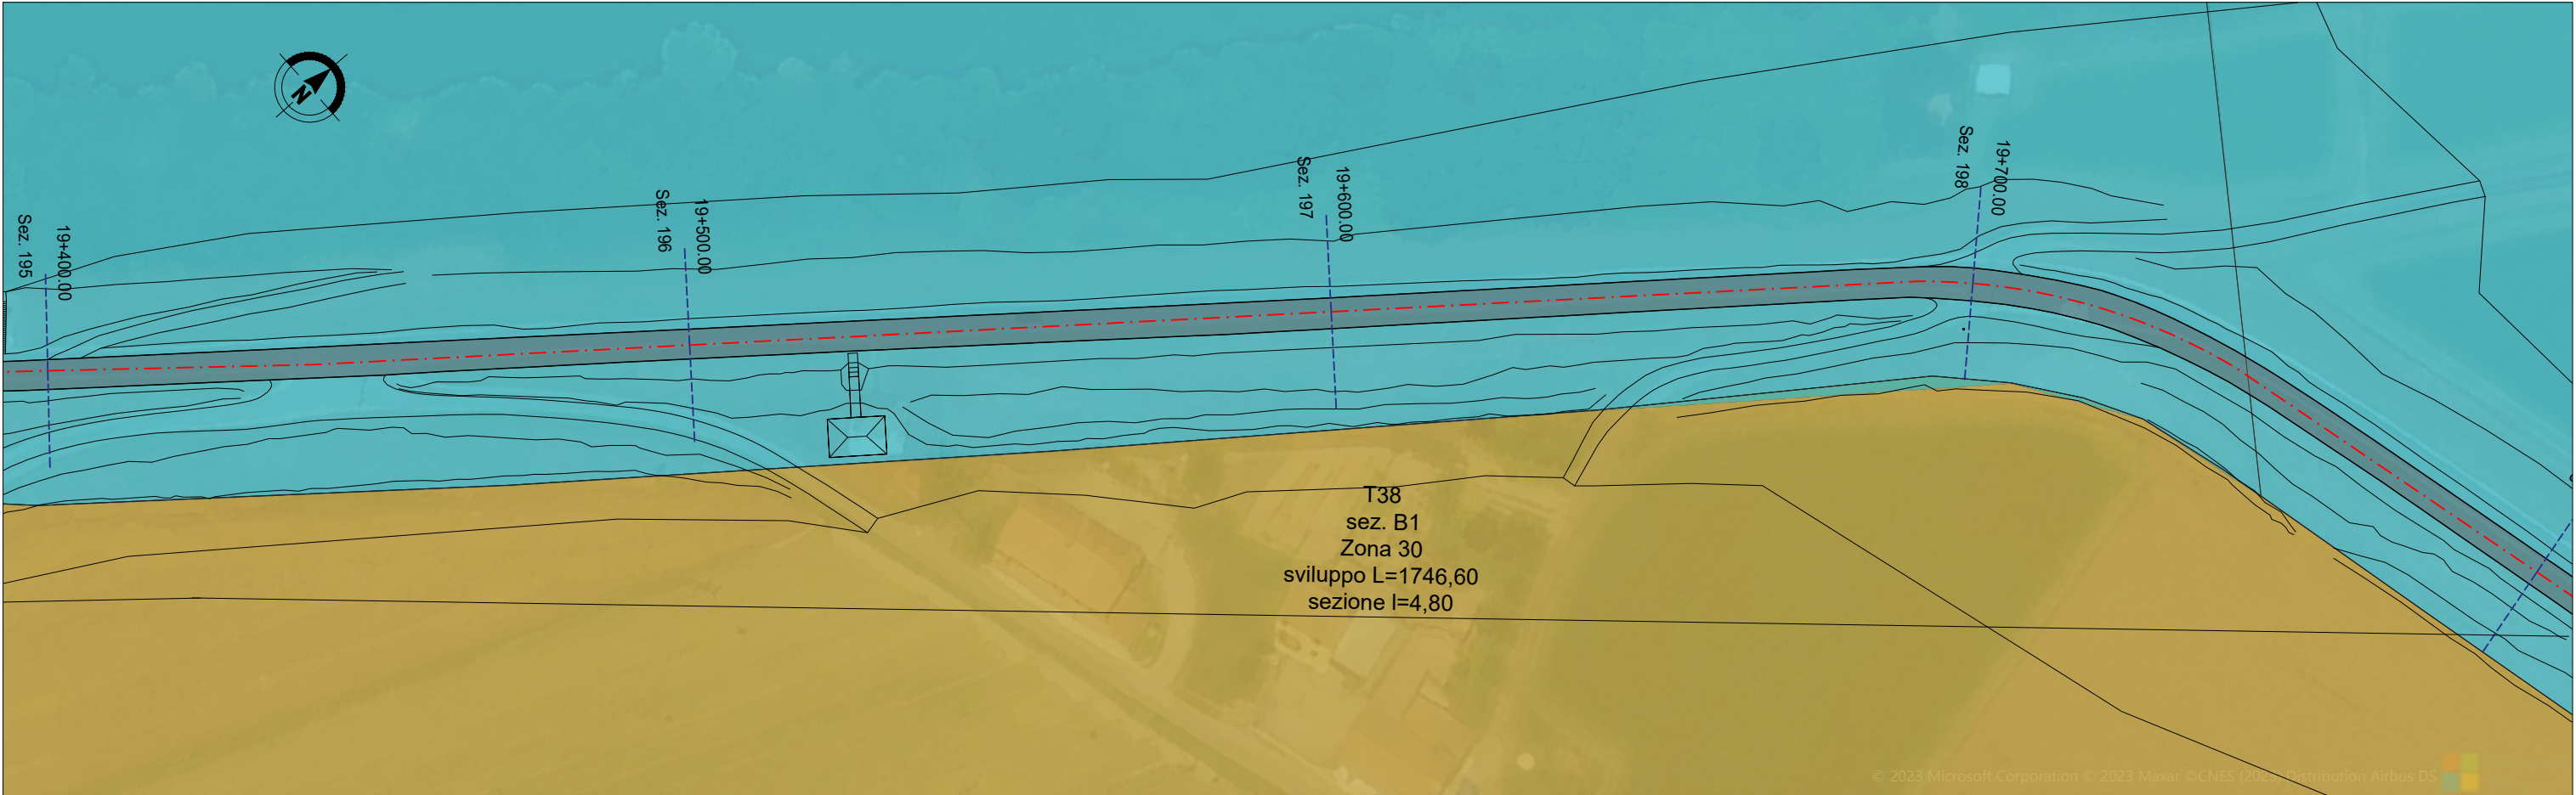 N
Sez. 195
19+400.00
Sez. 196
19+500.00
Sez. 197
19+600.00
Sez. 198
19+700.00
T38
sez. B1
Zona 30
sviluppo L=1746,60
sezione l=4,80
© 2023 Microsoft Corporation © 2023 Maxar ©CNES (2023) Distribution Airbus DS